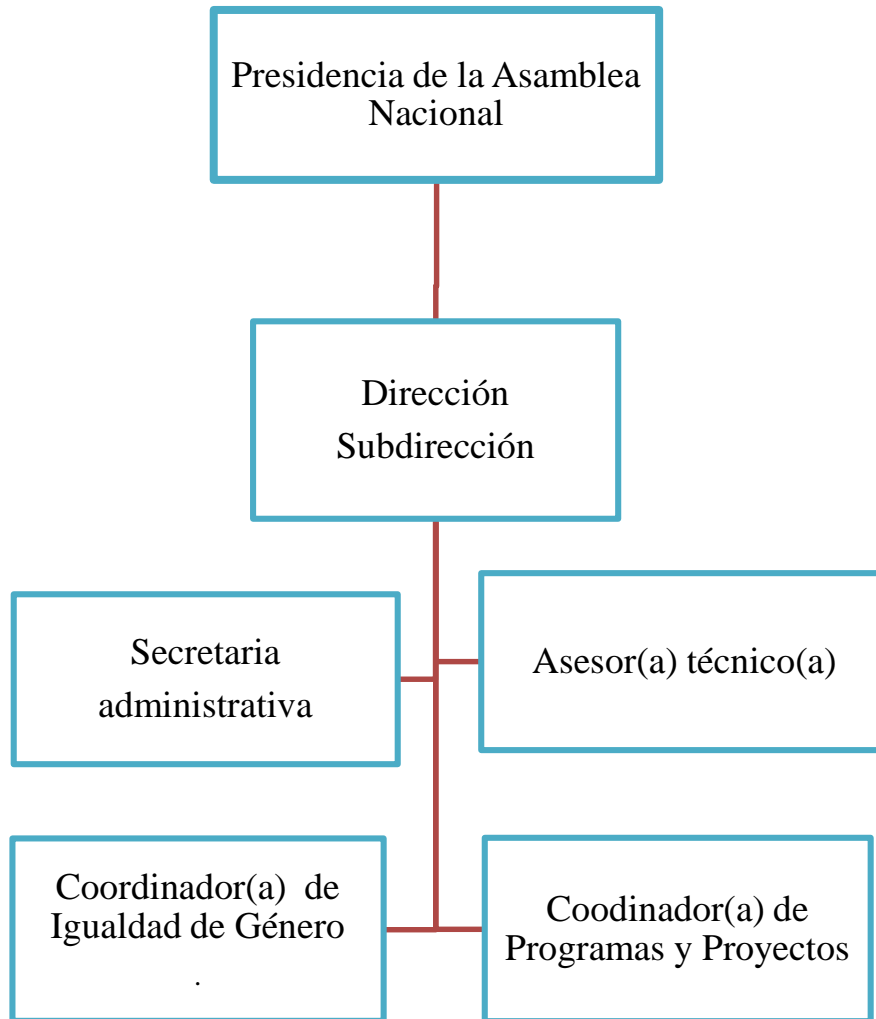 Presidencia de la Asamblea
Nacional
Dirección
Subdirección
Secretaria
administrativa
Asesor(a) técnico(a)
Coordinador(a) de
Igualdad de Género
.
Coodinador(a) de
Programas y Proyectos